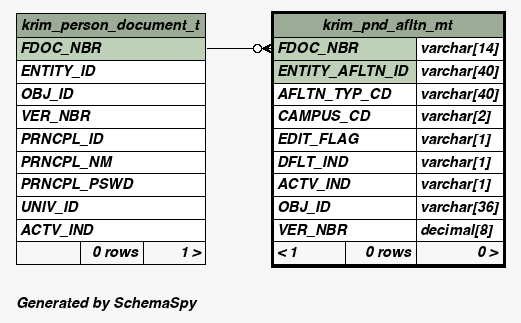 krim_person_document_t
FDOC_NBR
ENTITY_ID
OBJ_ID
VER_NBR
PRNCPL_ID
PRNCPL_NM
PRNCPL_PSWD
UNIV_ID
ACTV_IND
0 rows 1 >
krim_pnd_afltn_mt
FDOC_NBR varchar[14]
ENTITY_AFLTN_ID varchar[40]
AFLTN_TYP_CD varchar[40]
CAMPUS_CD varchar[2]
EDIT_FLAG varchar[1]
DFLT_IND varchar[1]
ACTV_IND varchar[1]
OBJ_ID varchar[36]
VER_NBR decimal[8]
< 1 0 rows 0 >
Generated by SchemaSpy